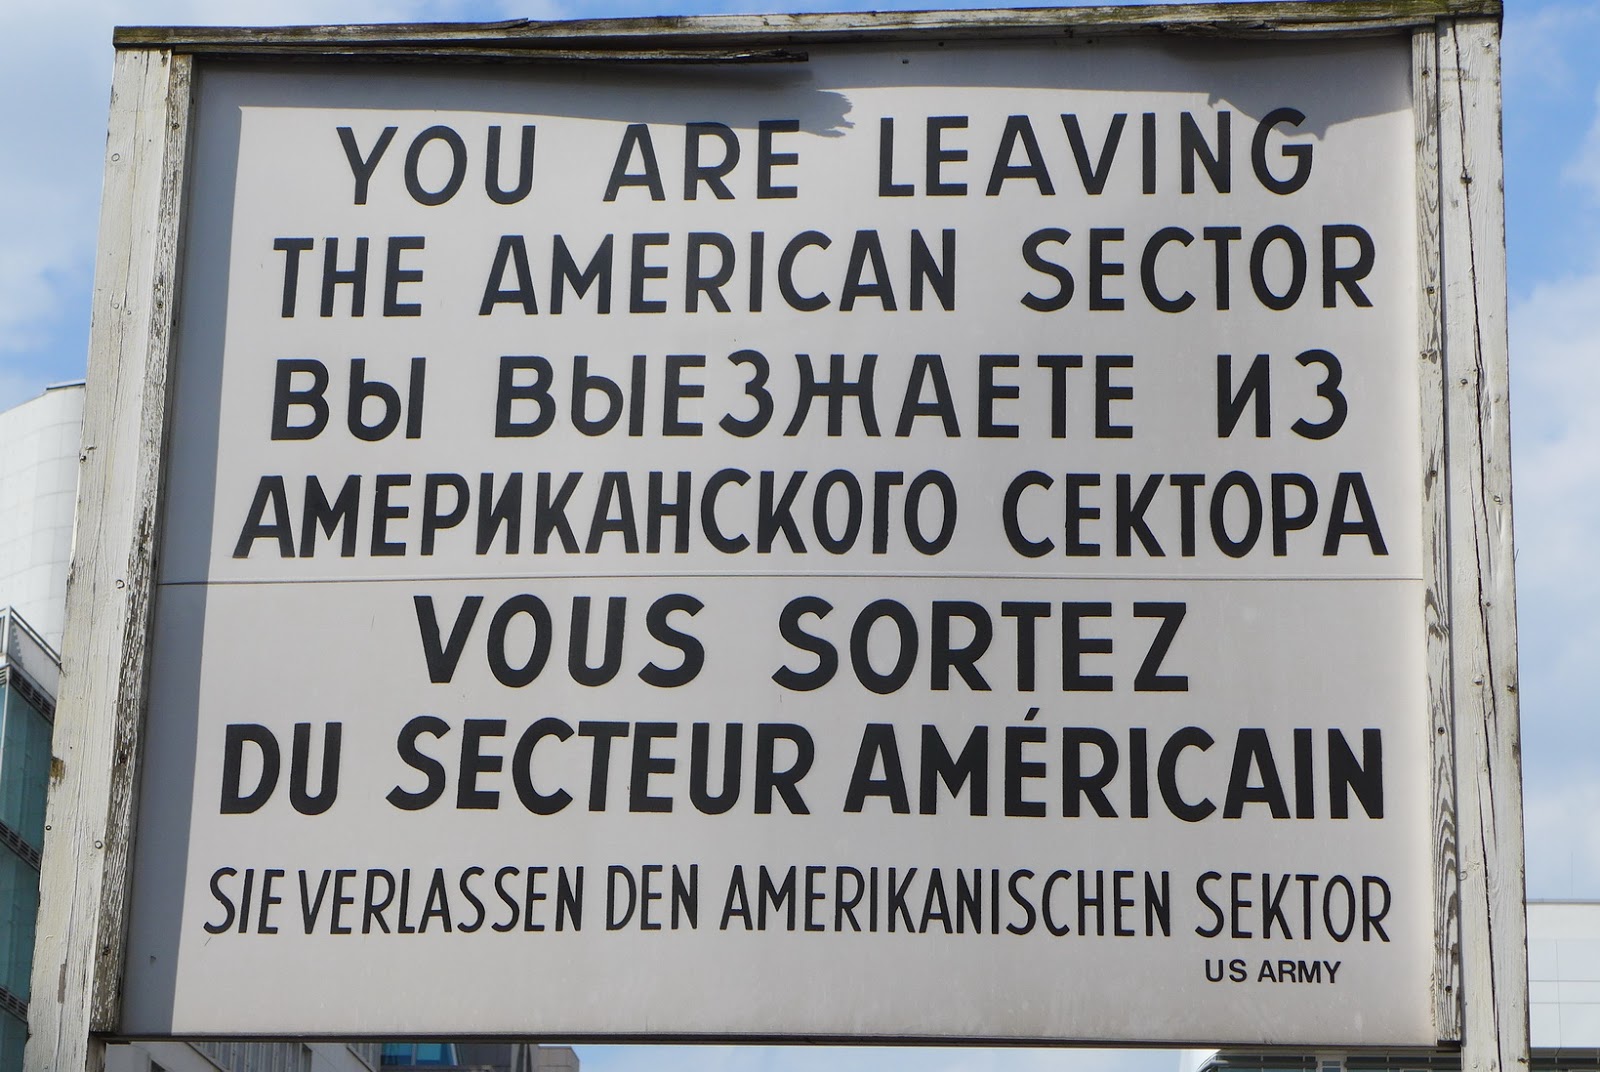 YOU ARE LEAVING
THE AMERICAN SECTOR
ВЫ ВЫЕЗЖАЕТЕ ИЗ
АМЕРИКАНСКОГО СЕКТОРА
VOUS SORTEZ
DU SECTEUR AMÉRICAIN
SIE VERLASSEN DEN AMERIKANISCHEN SEKTOR
US ARMY